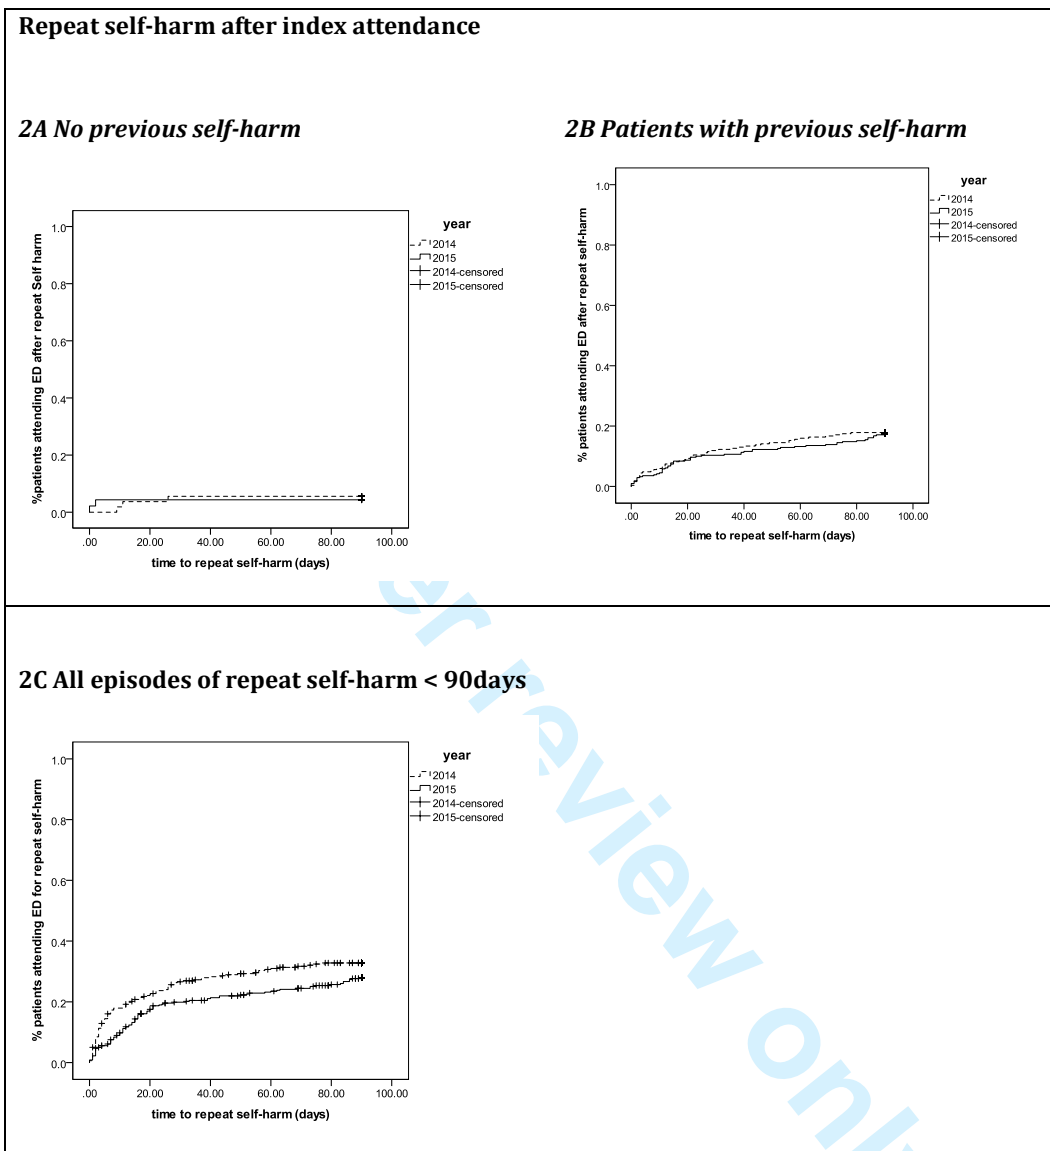 Repeat self-harm after index attendance
2A No previous self-harm
%patients attending ED after repeat Self harm
1.0
0.8
0.6
0.4
0.2
0.0
.00 20.00 40.00 60.00 80.00 100.00
time to repeat self-harm (days)
year
2014
2015
2014-censored
2015-censored
2B Patients with previous self-harm
% patients attending ED after repeat self-harm
1.0
0.8
0.6
0.4
0.2
0.0
.00 20.00 40.00 60.00 80.00 100.00
time to repeat self-harm (days)
year
2014
2015
2014-censored
2015-censored
2C All episodes of repeat self-harm < 90days
% patients attending ED for repeat self-harm
1.0
0.8
0.6
0.4
0.2
0.0
.00 20.00 40.00 60.00 80.00 100.00
time to repeat self-harm (days)
year
2014
2015
2014-censored
2015-censored
er review onl